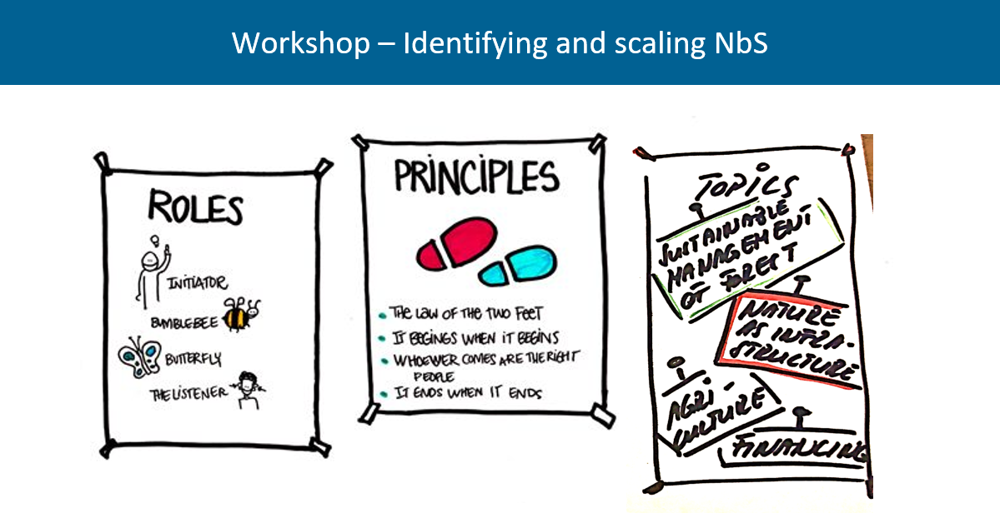 Workshop – Identifying and scaling NbS
ROLES
INITIATOR
BUMBLEBEE
BUTTERFLY
THE LISTENER
PRINCIPLES
• THE LAW OF THE TWO FEET
• IT BEGINGS WHEN IT BEGINS
• WHOEVER COMES ARE THE RIGHT
PEOPLE
• IT ENDS WHEN IT ENDS
TOPICS
SUSTAINABLE
MANAGEMENT
OF FOREST
NATURE
AS INFRA-
STRUCTURE
AGRI-
CULTURE
FINANCING